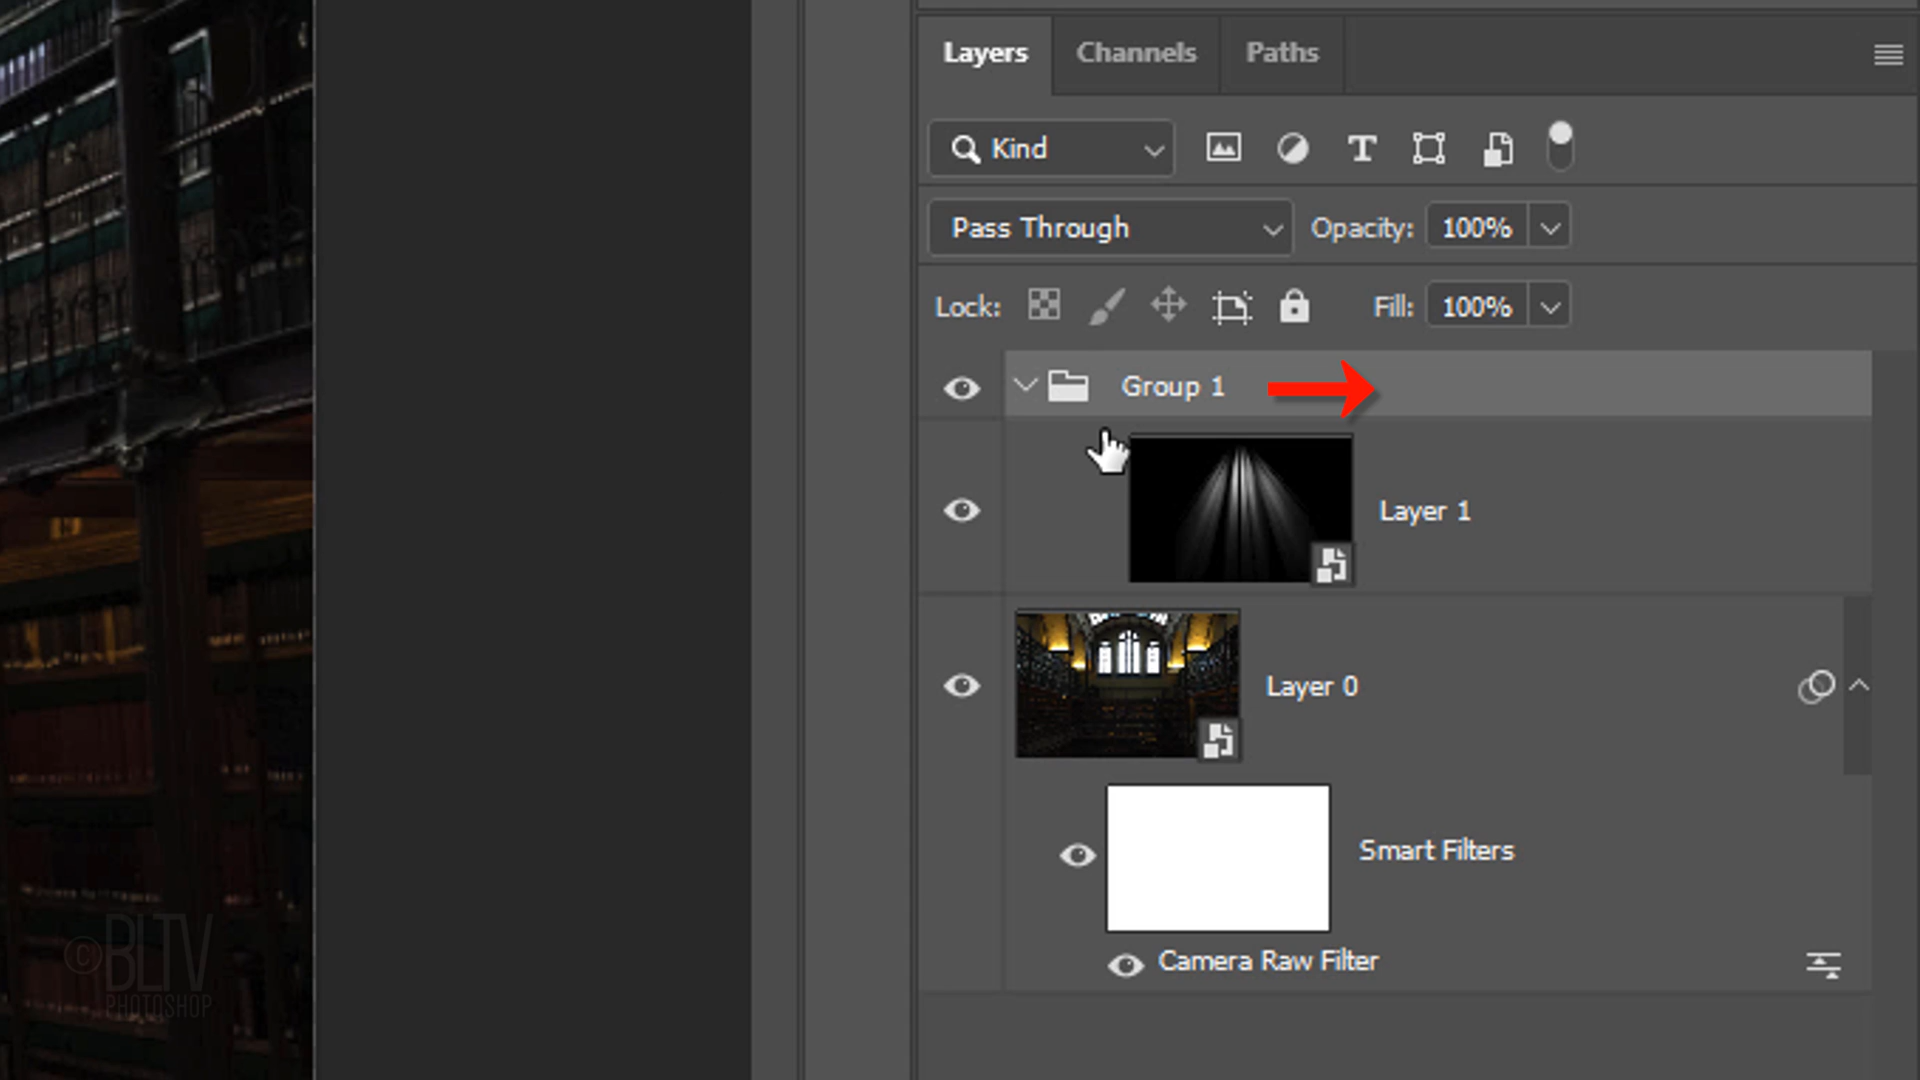 Layers Channels Paths
Kind
Pass Through Opacity: 100%
Lock: Fill: 100%
Group 1
Layer 1
Layer 0
Smart Filters
Camera Raw Filter
©BLTV
PHOTOSHOP